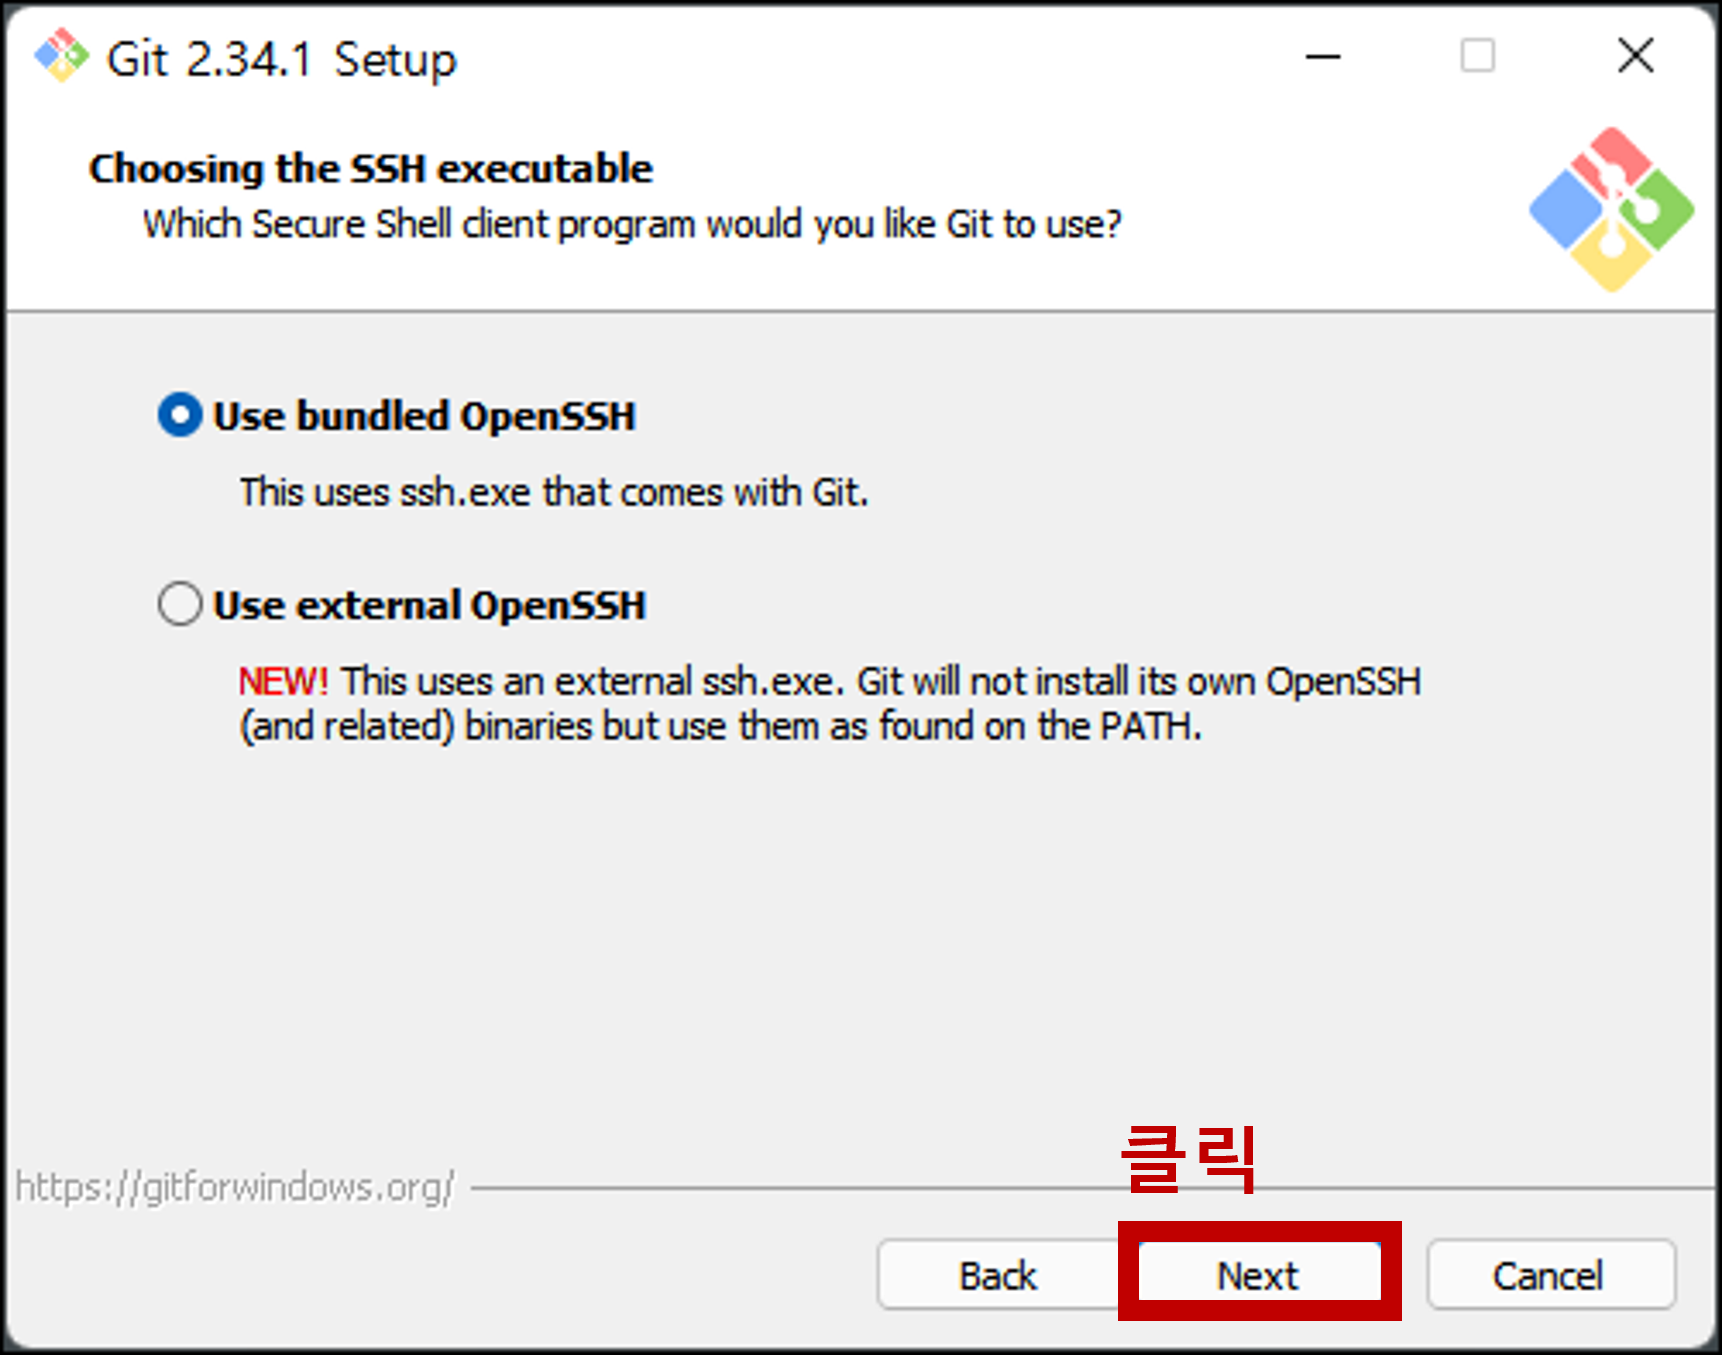 Git 2.34.1 Setup
Choosing the SSH executable
Which Secure Shell client program would you like Git to use?
Use bundled OpenSSH
This uses ssh.exe that comes with Git.
Use external OpenSSH
NEW! This uses an external ssh.exe. Git will not install its own OpenSSH
(and related) binaries but use them as found on the PATH.
클릭
https://gitforwindows.org/
Back Next Cancel